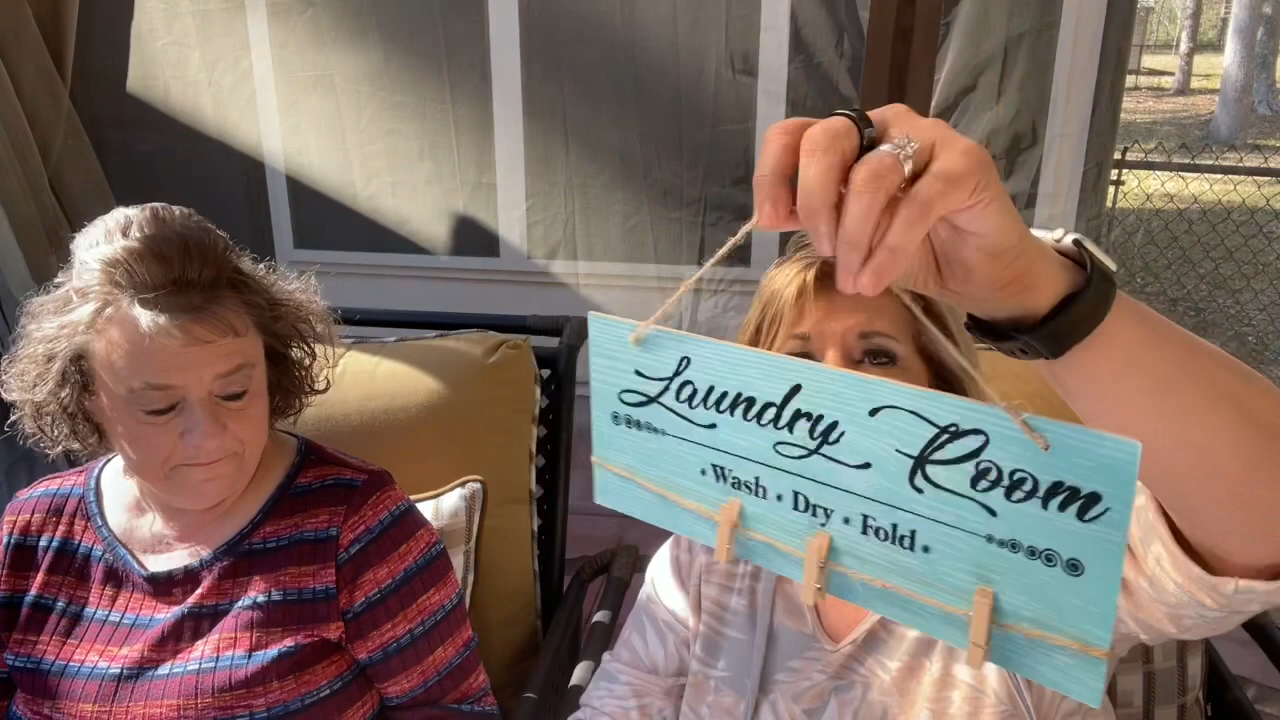 Laundry Room
• Wash • Dry • Fold •